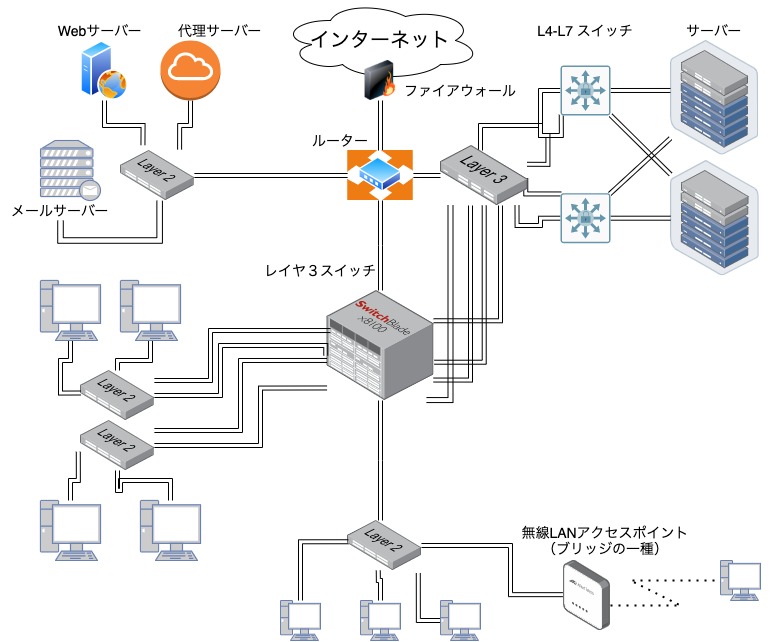 Webサーバー
代理サーバー
インターネット
L4-L7 スイッチ
サーバー
ファイアウォール
ルーター
Layer 2
Layer 3
メールサーバー
レイヤ３スイッチ
SwitchBlade
x8100
Layer 2
Layer 2
Layer 2
無線LANアクセスポイント
（ブリッジの一種）